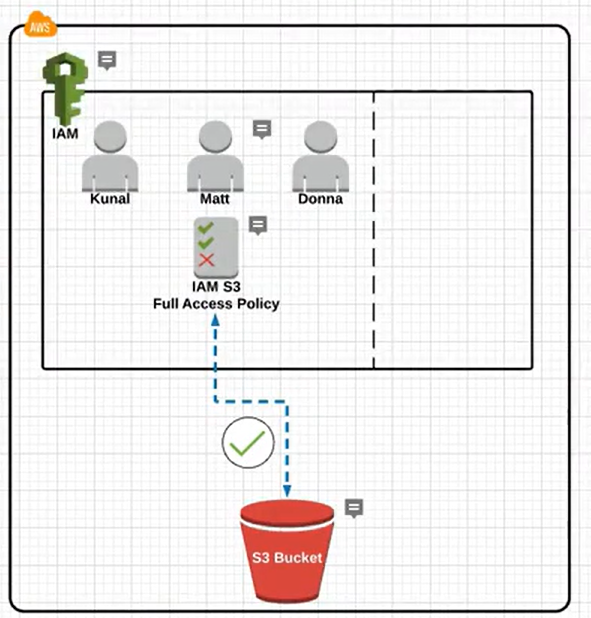 AWS
IAM
Kunal
Matt
Donna
IAM S3
Full Access Policy
S3 Bucket